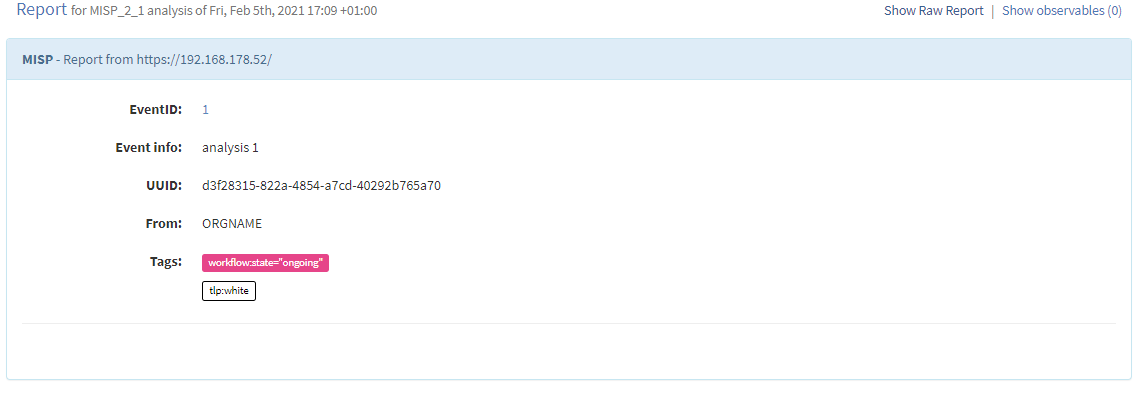 Report for MISP_2_1 analysis of Fri, Feb 5th, 2021 17:09 +01:00 Show Raw Report | Show observables (0)
MISP - Report from https://192.168.178.52/
EventID: 1
Event info: analysis 1
UUID: d3f28315-822a-4854-a7cd-40292b765a70
From: ORGNAME
Tags: workflow:state="ongoing"
tlp:white